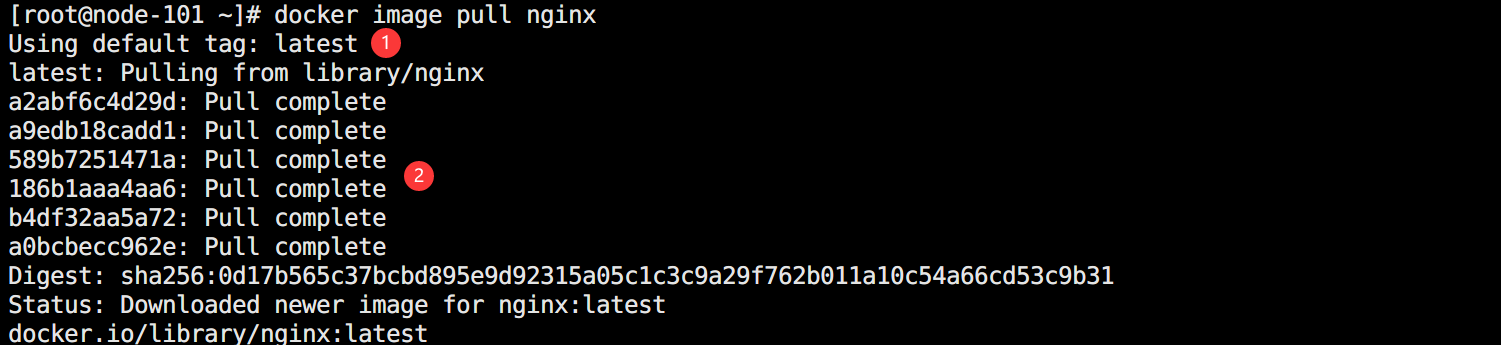 [root@node-101 ~]# docker image pull nginx
Using default tag: latest 1
latest: Pulling from library/nginx
a2abf6c4d29d: Pull complete
a9edb18cadd1: Pull complete
589b7251471a: Pull complete
2
186b1aaa4aa6: Pull complete
b4df32aa5a72: Pull complete
a0bcbecc962e: Pull complete
Digest: sha256:0d17b565c37bcbd895e9d92315a05c1c3c9a29f762b011a10c54a66cd53c9b31
Status: Downloaded newer image for nginx:latest
docker.io/library/nginx:latest